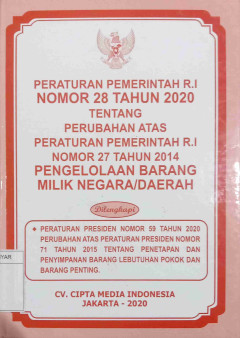 PERATURAN PEMERINTAH R.I
NOMOR 28 TAHUN 2020
TENTANG
PERUBAHAN ATAS
PERATURAN PEMERINTAH R.I
NOMOR 27 TAHUN 2014
PENGELOLAAN BARANG
MILIK NEGARA/DAERAH
Dilengkapi
• PERATURAN PRESIDEN NOMOR 59 TAHUN 2020
PERUBAHAN ATAS PERATURAN PRESIDEN NOMOR
71 TAHUN 2015 TENTANG PENETAPAN DAN
PENYIMPANAN BARANG LEBUTUHAN POKOK DAN
BARANG PENTING.
CV. CIPTA MEDIA INDONESIA
JAKARTA - 2020